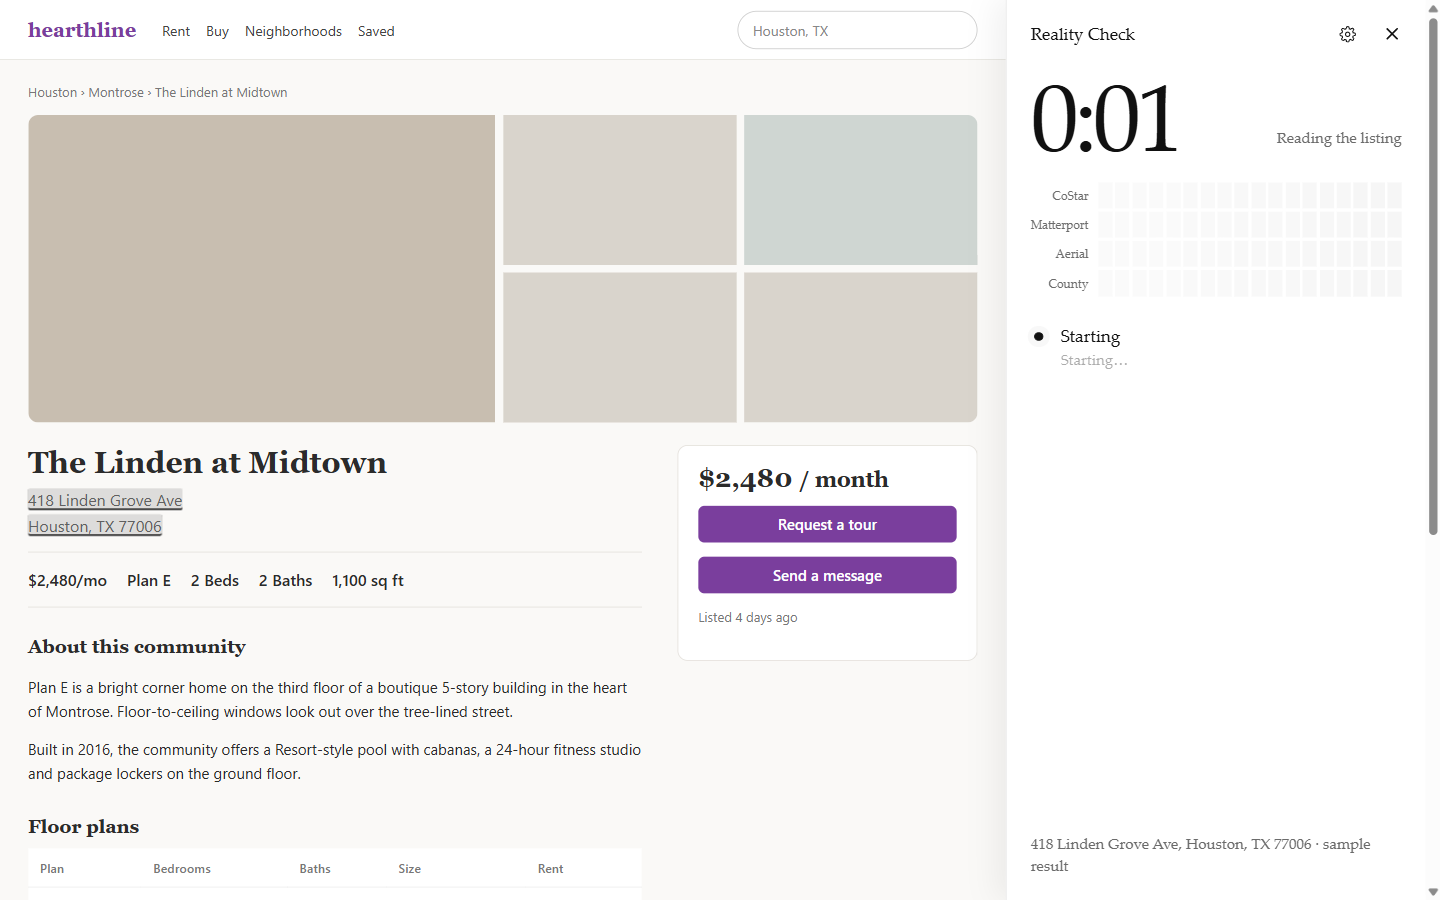 hearthline
Rent
Buy
Neighborhoods
Saved
Houston, TX
Houston › Montrose › The Linden at Midtown
The Linden at Midtown
418 Linden Grove Ave
Houston, TX 77006
$2,480/mo
Plan E
2 Beds
2 Baths
1,100 sq ft
About this community
Plan E is a bright corner home on the third floor of a boutique 5-story building in the heart
of Montrose. Floor-to-ceiling windows look out over the tree-lined street.
Built in 2016, the community offers a Resort-style pool with cabanas, a 24-hour fitness studio
and package lockers on the ground floor.
Floor plans
Plan
Bedrooms
Baths
Size
Rent
$2,480 / month
Request a tour
Send a message
Listed 4 days ago
Reality Check
0:01
Reading the listing
CoStar
Matterport
Aerial
County
Starting
Starting…
418 Linden Grove Ave, Houston, TX 77006 · sample
result